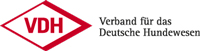 VDH
Verband für das
Deutsche Hundewesen